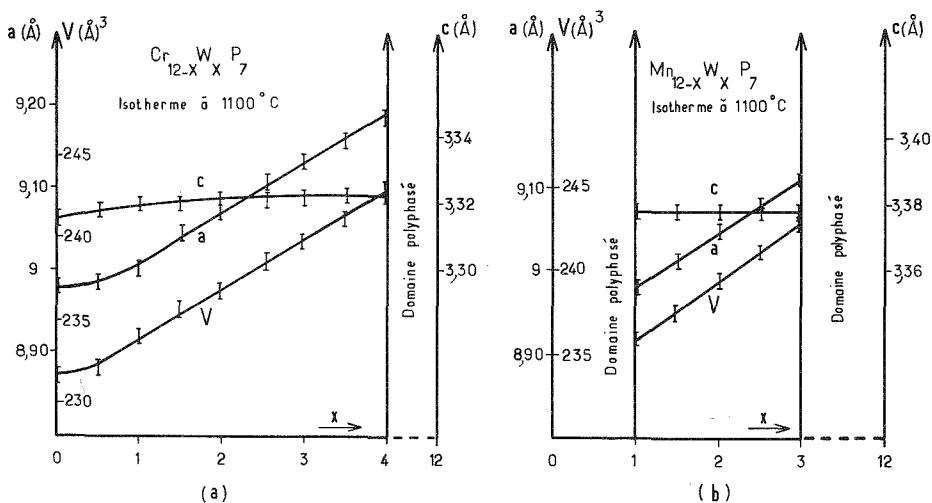 a (Å) V (Å)³ c (Å)
Cr12-X WX P7
Isotherme à 1100°C
9,20
9,10
9
8,90
245
240
235
230
3,34
3,32
3,30
c
a
V
Domaine polyphasé
X
0 1 2 3 4 12
(a)
a (Å) V (Å)³ c (Å)
Mn12-X WX P7
Isotherme à 1100°C
9,10
9
8,90
245
240
235
3,40
3,38
3,36
c
a
V
Domaine polyphasé
Domaine polyphasé
X
0 1 2 3 12
(b)